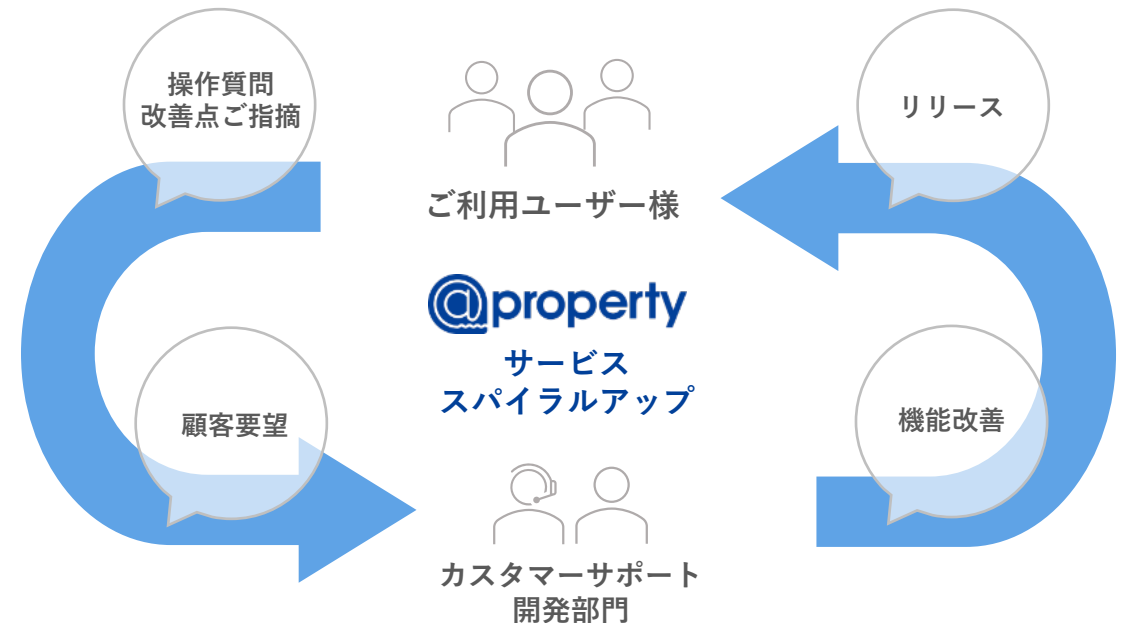 操作質問
改善点ご指摘
ご利用ユーザー様
リリース
@property
サービス
スパイラルアップ
顧客要望
機能改善
カスタマーサポート
開発部門